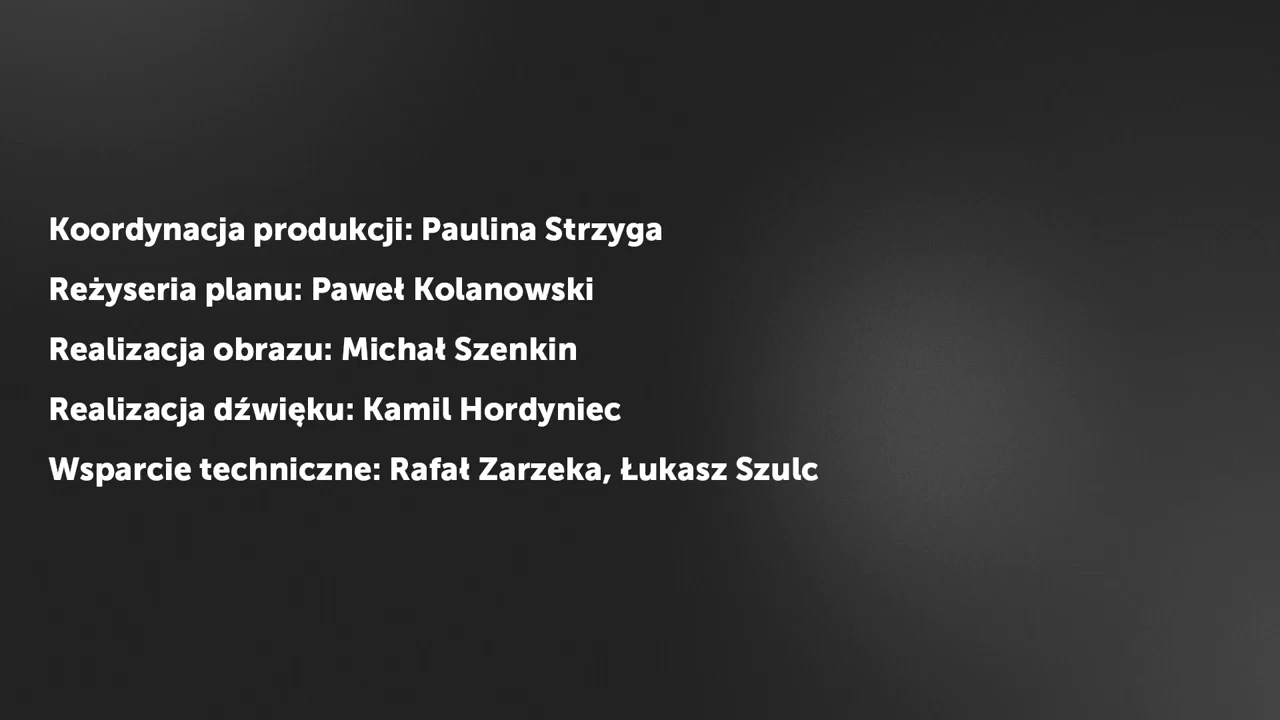 Koordynacja produkcji: Paulina Strzyga
Reżyseria planu: Paweł Kolanowski
Realizacja obrazu: Michał Szenkin
Realizacja dźwięku: Kamil Hordyniec
Wsparcie techniczne: Rafał Zarzeka, Łukasz Szulc